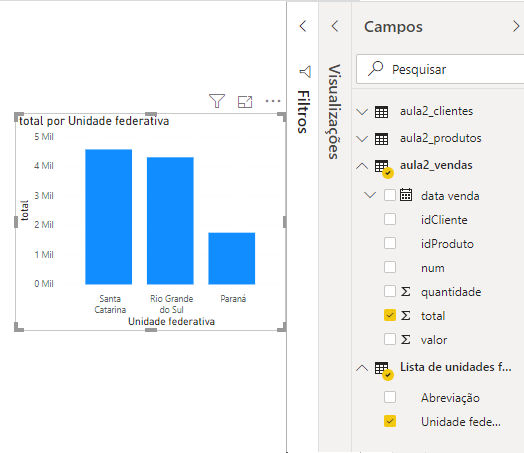 total por Unidade federativa
5 Mil
4 Mil
3 Mil
2 Mil
1 Mil
0 Mil
total
Santa
Catarina
Rio Grande
do Sul
Paraná
Unidade federativa
Filtros
Visualizações
Campos
Pesquisar
aula2_clientes
aula2_produtos
aula2_vendas
data venda
idCliente
idProduto
num
quantidade
total
valor
Lista de unidades f...
Abreviação
Unidade fede...